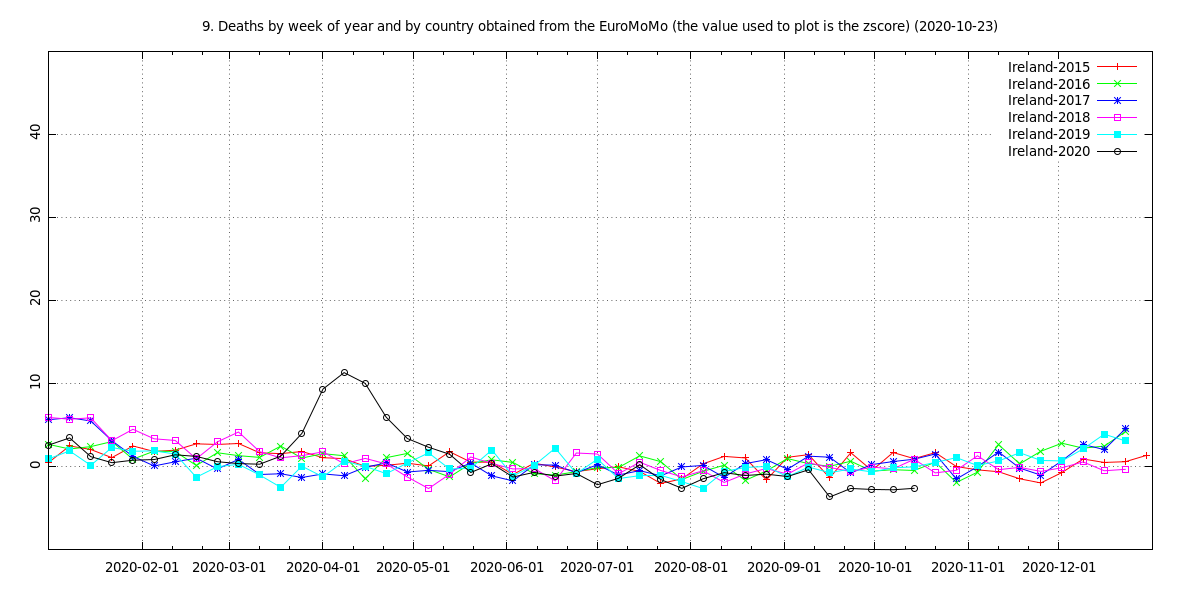 9. Deaths by week of year and by country obtained from the EuroMoMo (the value used to plot is the zscore) (2020-10-23)
Ireland-2015
Ireland-2016
Ireland-2017
Ireland-2018
Ireland-2019
Ireland-2020
40
30
20
10
0
2020-02-01 2020-03-01 2020-04-01 2020-05-01 2020-06-01 2020-07-01 2020-08-01 2020-09-01 2020-10-01 2020-11-01 2020-12-01